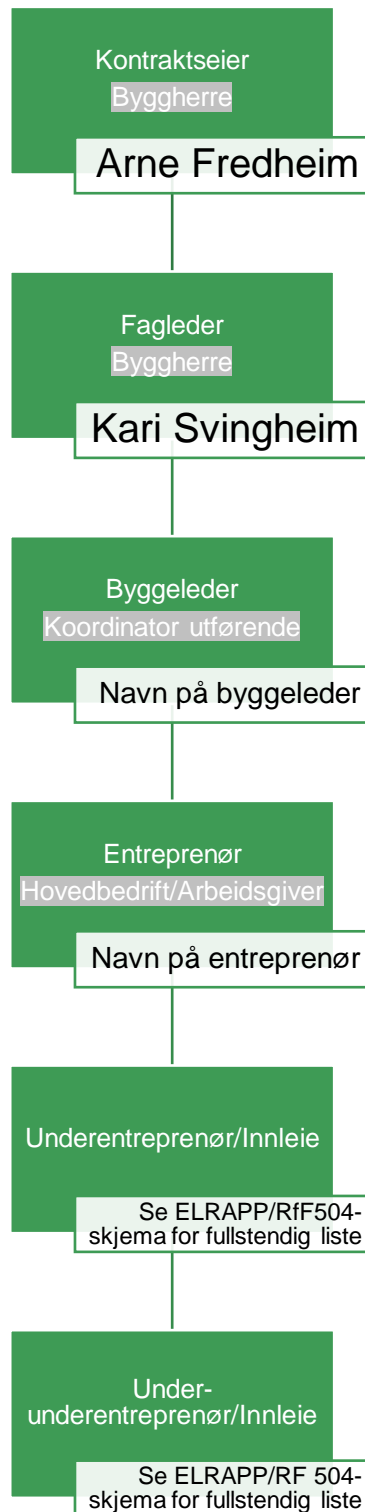 Kontraktseier
Byggherre
Arne Fredheim
Fagleder
Byggherre
Kari Svingheim
Byggeleder
Koordinator utførende
Navn på byggeleder
Entreprenør
Hovedbedrift/Arbeidsgiver
Navn på entreprenør
Underentreprenør/Innleie
Se ELRAPP/RfF504-
skjema for fullstendig liste
Under-
underentreprenør/Innleie
Se ELRAPP/RF 504-
skjema for fullstendig liste